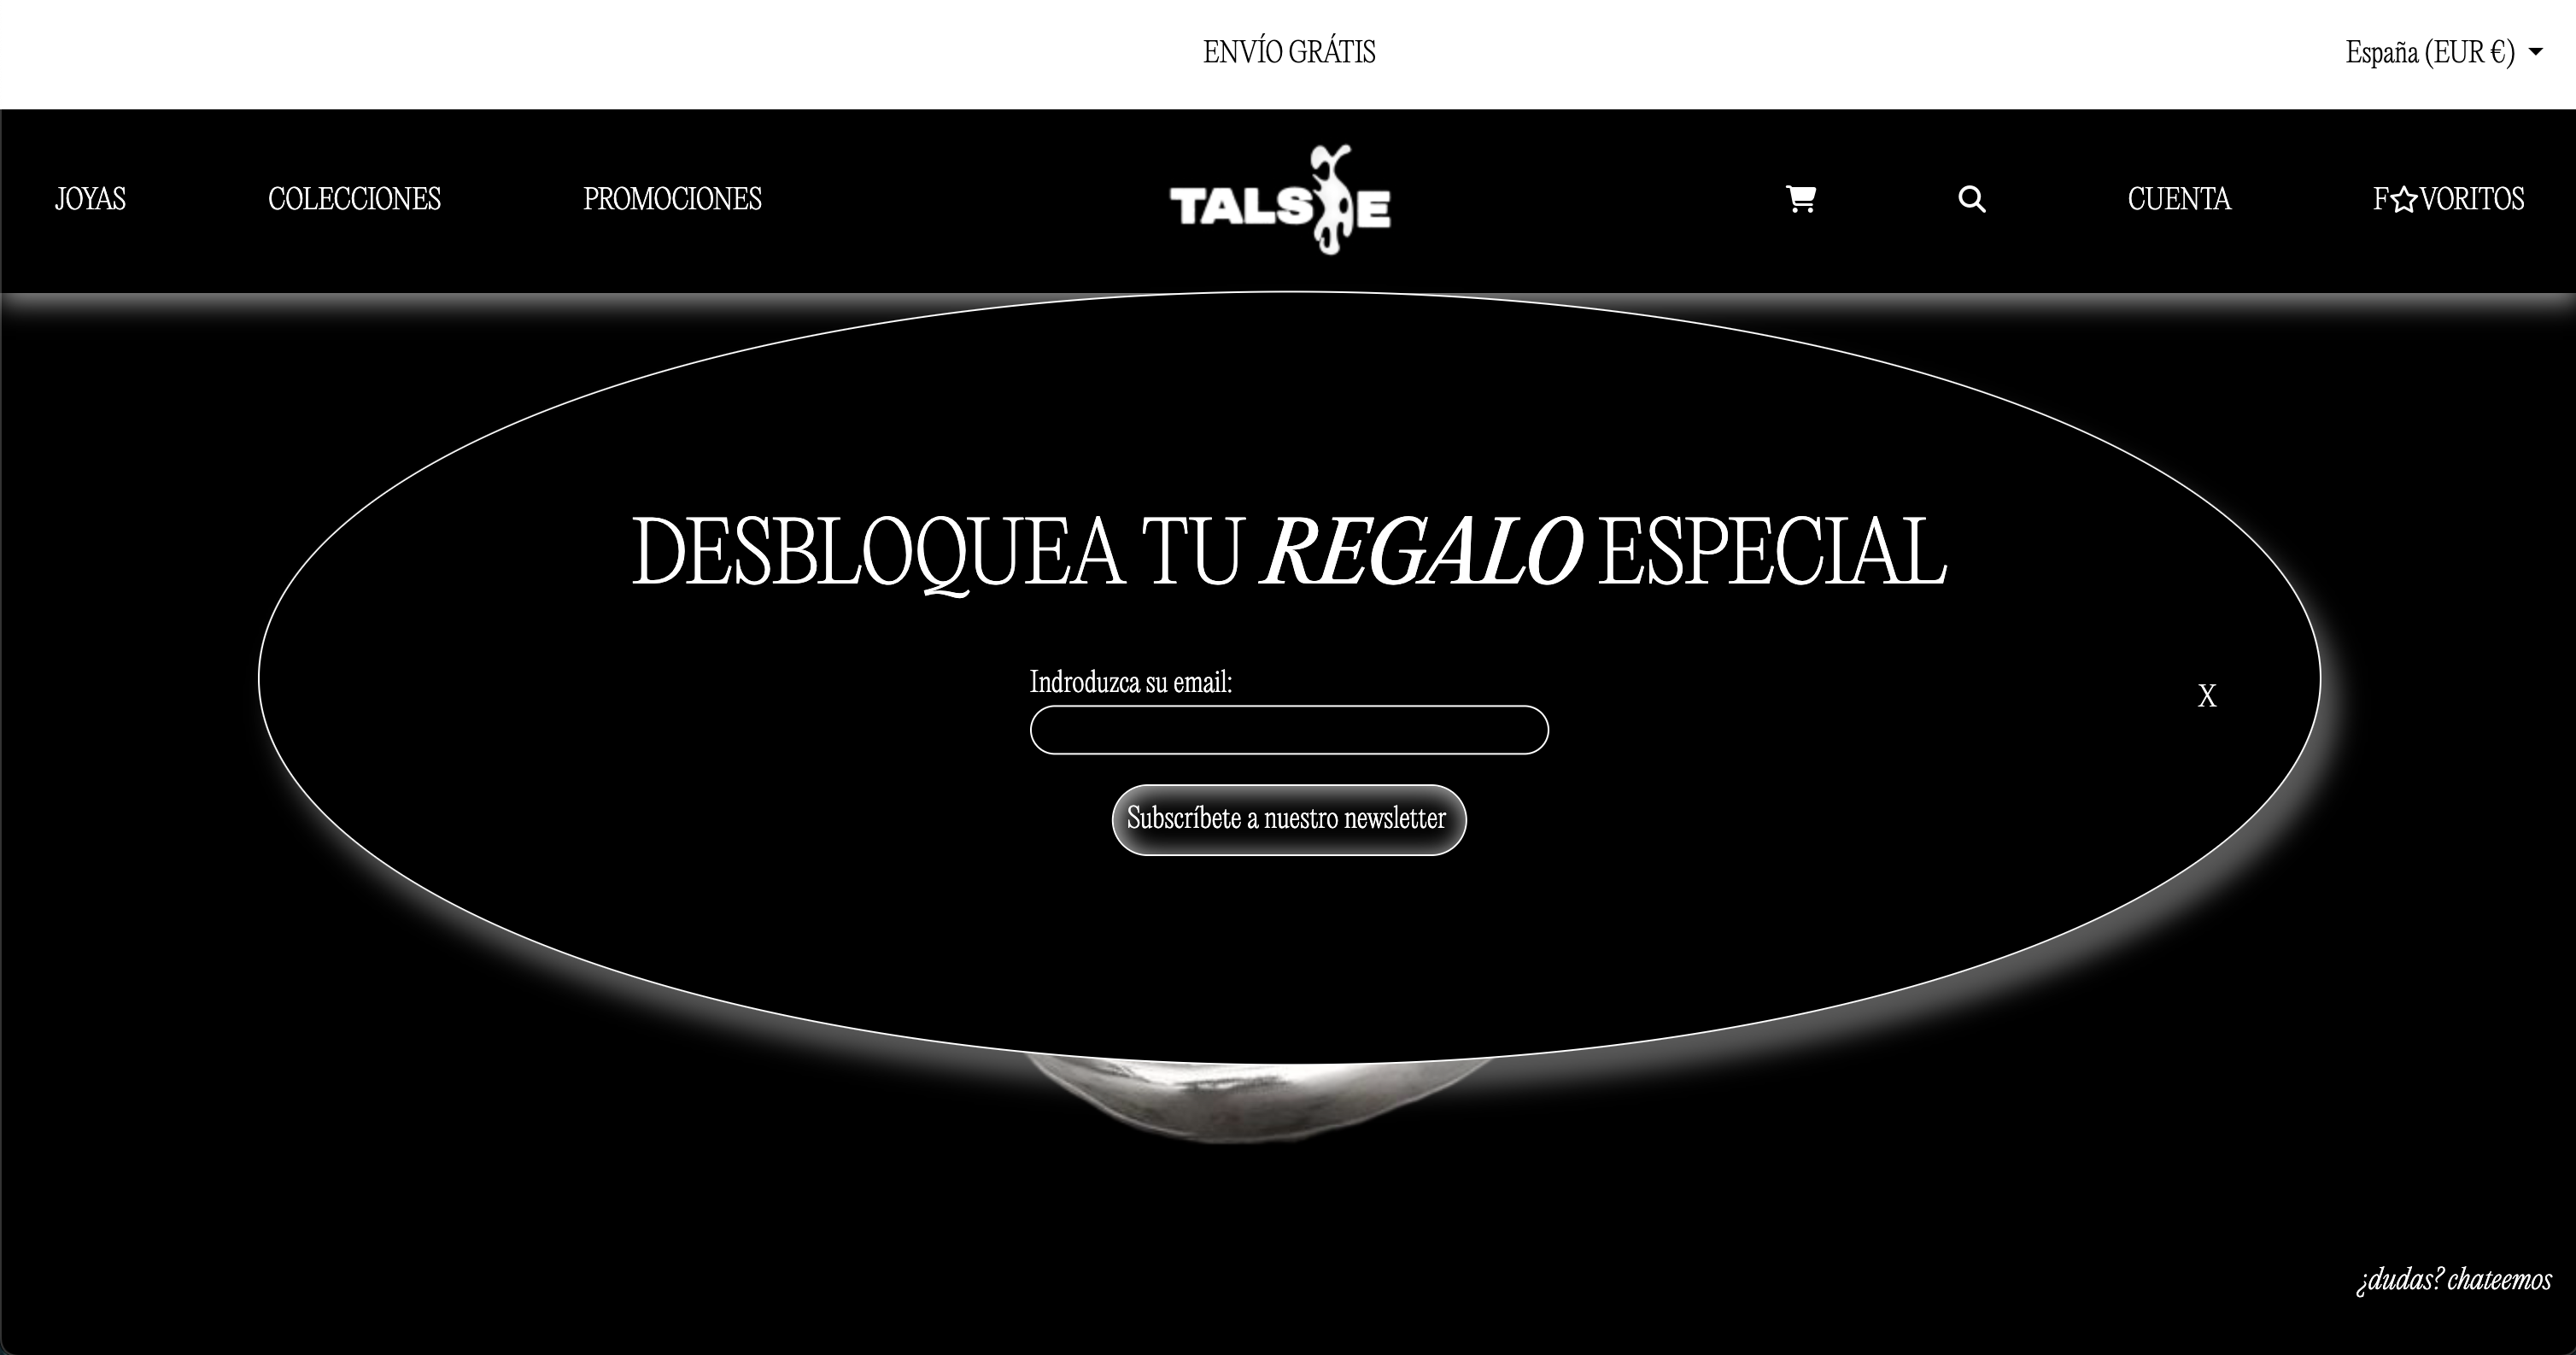 ENVÍO GRÁTIS
España (EUR €)
JOYAS COLECCIONES PROMOCIONES TALSIE CUENTA F☆VORITOS
DESBLOQUEA TU REGALO ESPECIAL
Indroduzca su email:
X
Subscríbete a nuestro newsletter
¿dudas? chateemos